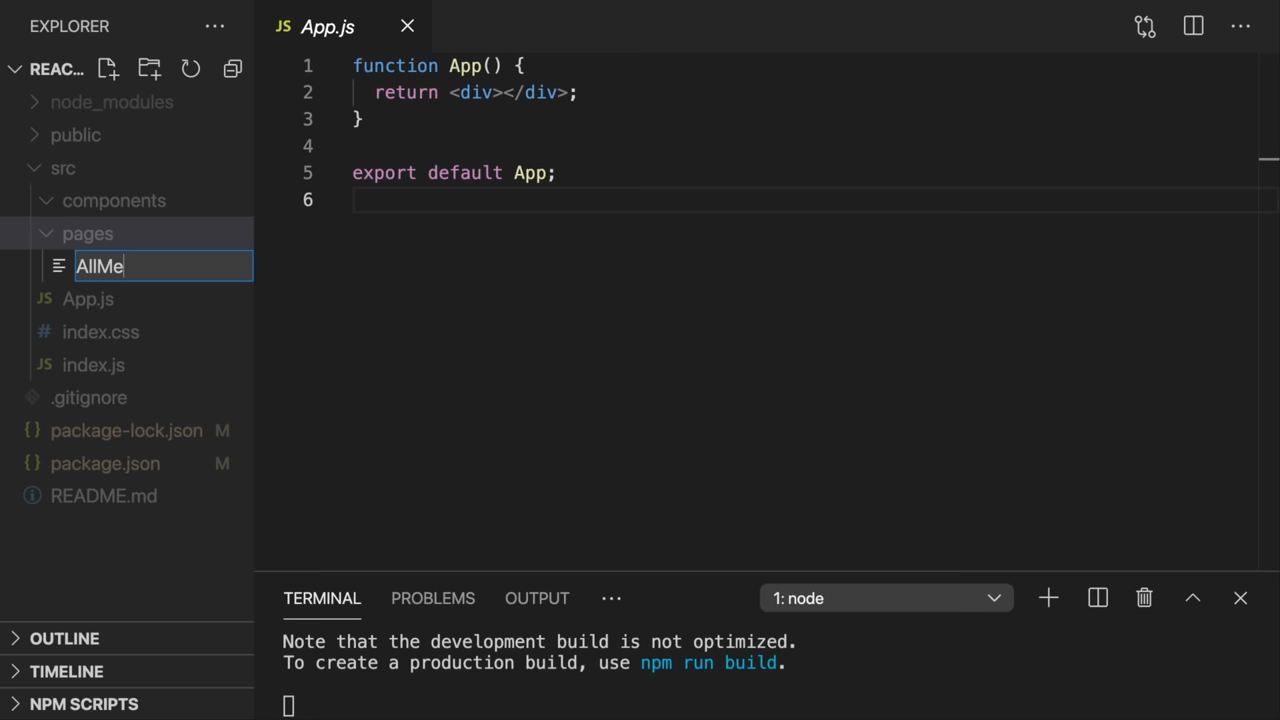 EXPLORER
REAC...
node_modules
public
src
components
pages
AllMe
JS App.js
# index.css
JS index.js
.gitignore
{} package-lock.json M
{} package.json M
README.md
OUTLINE
TIMELINE
NPM SCRIPTS
JS App.js
1 function App() {
2 return <div></div>;
3 }
4
5 export default App;
6
TERMINAL PROBLEMS OUTPUT ... 1: node
Note that the development build is not optimized.
To create a production build, use npm run build.